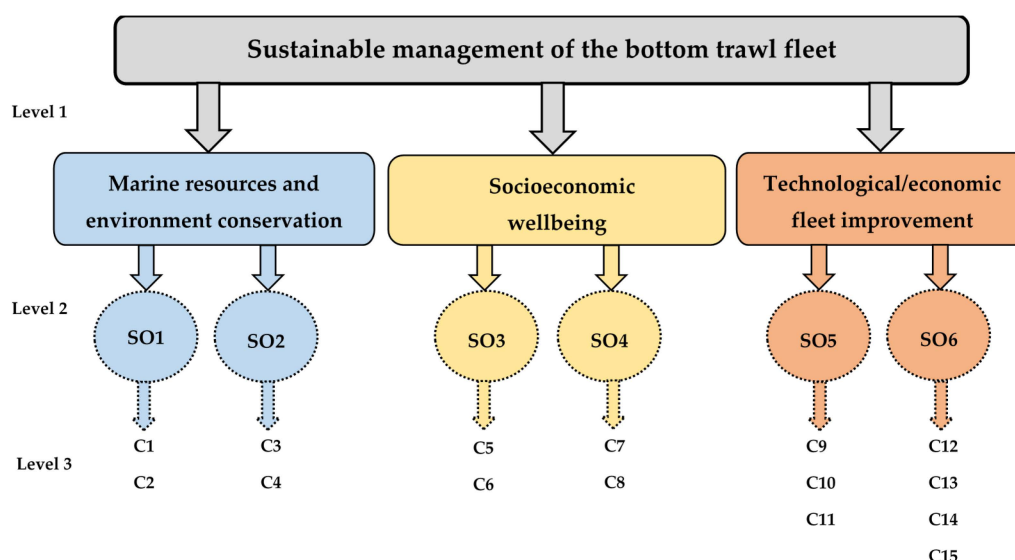 Sustainable management of the bottom trawl fleet
Level 1
Marine resources and
environment conservation
Socioeconomic
wellbeing
Technological/economic
fleet improvement
Level 2
SO1
SO2
SO3
SO4
SO5
SO6
Level 3
C1
C2
C3
C4
C5
C6
C7
C8
C9
C10
C11
C12
C13
C14
C15